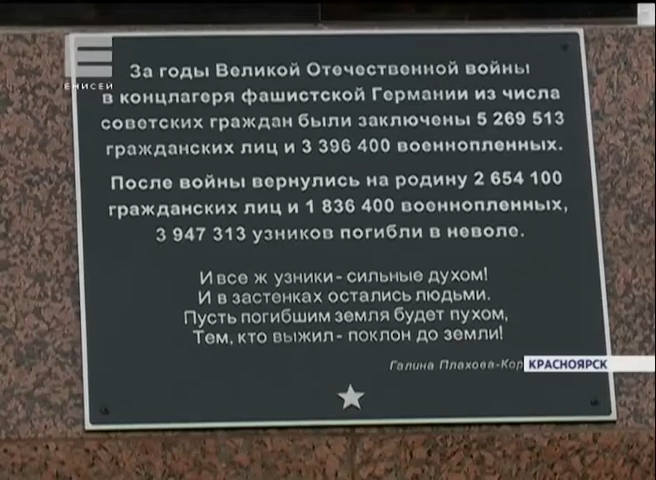 ЕНИСЕЙ
За годы Великой Отечественной войны
в концлагеря фашистской Германии из числа
советских граждан были заключены 5 269 513
гражданских лиц и 3 396 400 военнопленных.
После войны вернулись на родину 2 654 100
гражданских лиц и 1 836 400 военнопленных,
3 947 313 узников погибли в неволе.
И все ж узники - сильные духом!
И в застенках остались людьми.
Пусть погибшим земля будет пухом,
Тем, кто выжил - поклон до земли!
Галина Плахова-Кор
КРАСНОЯРСК